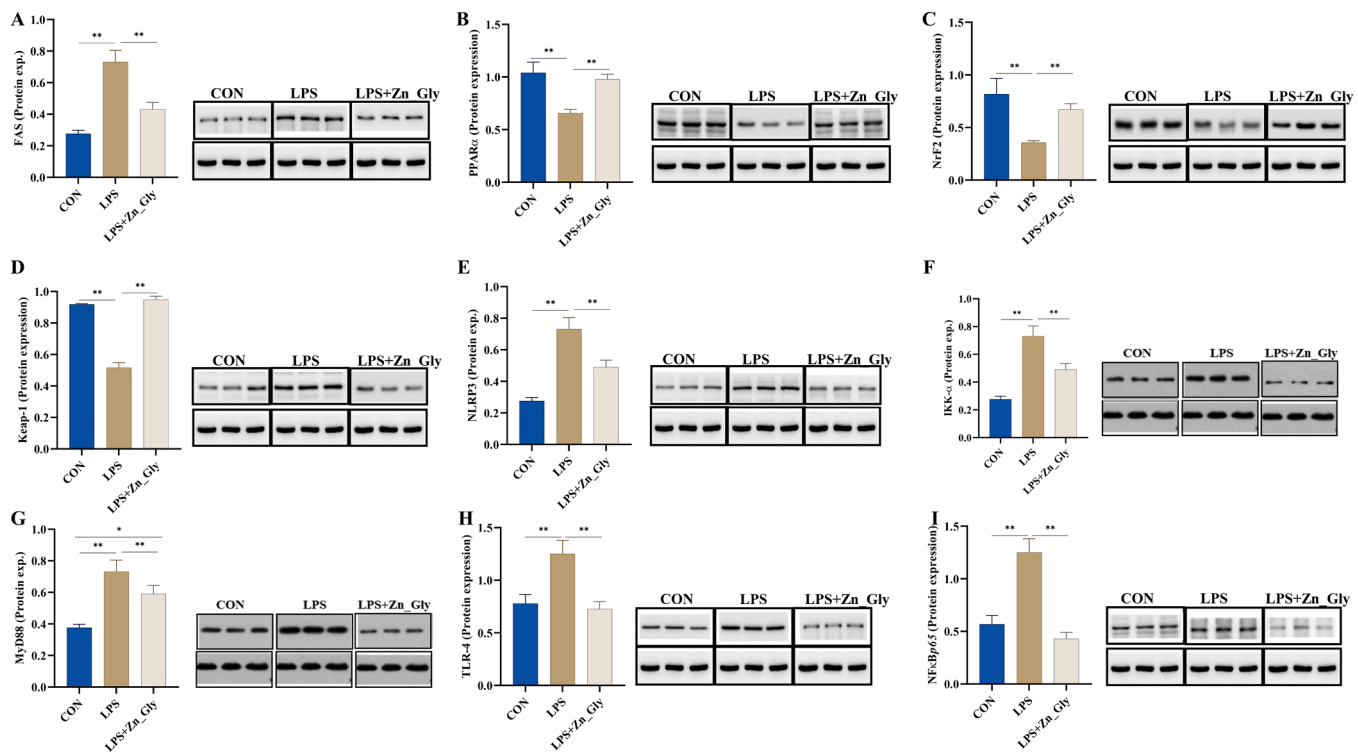 A
FAS (Protein exp.)
1.0
0.8
0.6
0.4
0.2
0.0
** **
CON
LPS
LPS+Zn_Gly
CON LPS LPS+Zn_Gly
B
PPARα (Protein expression)
1.5
1.0
0.5
0.0
** **
CON
LPS
LPS+Zn_Gly
CON LPS LPS+Zn_Gly
C
NrF2 (Protein expression)
1.5
1.0
0.5
0.0
** **
CON
LPS
LPS+Zn_Gly
CON LPS LPS+Zn_Gly
D
Keap-1 (Protein expression)
1.0
0.8
0.6
0.4
0.2
0.0
** **
CON
LPS
LPS+Zn_Gly
CON LPS LPS+Zn_Gly
E
NLRP3 (Protein exp.)
1.0
0.8
0.6
0.4
0.2
0.0
** **
CON
LPS
LPS+Zn_Gly
CON LPS LPS+Zn_Gly
F
IKK-α (Protein exp.)
1.0
0.8
0.6
0.4
0.2
0.0
** **
CON
LPS
LPS+Zn_Gly
CON LPS LPS+Zn_Gly
G
MyD88 (Protein exp.)
1.0
0.8
0.6
0.4
0.2
0.0
*
** **
CON
LPS
LPS+Zn_Gly
CON LPS LPS+Zn_Gly
H
TLR-4 (Protein expression)
1.5
1.0
0.5
0.0
** **
CON
LPS
LPS+Zn_Gly
CON LPS LPS+Zn_Gly
I
NFκBp65 (Protein expression)
1.5
1.0
0.5
0.0
** **
CON
LPS
LPS+Zn_Gly
CON LPS LPS+Zn_Gly